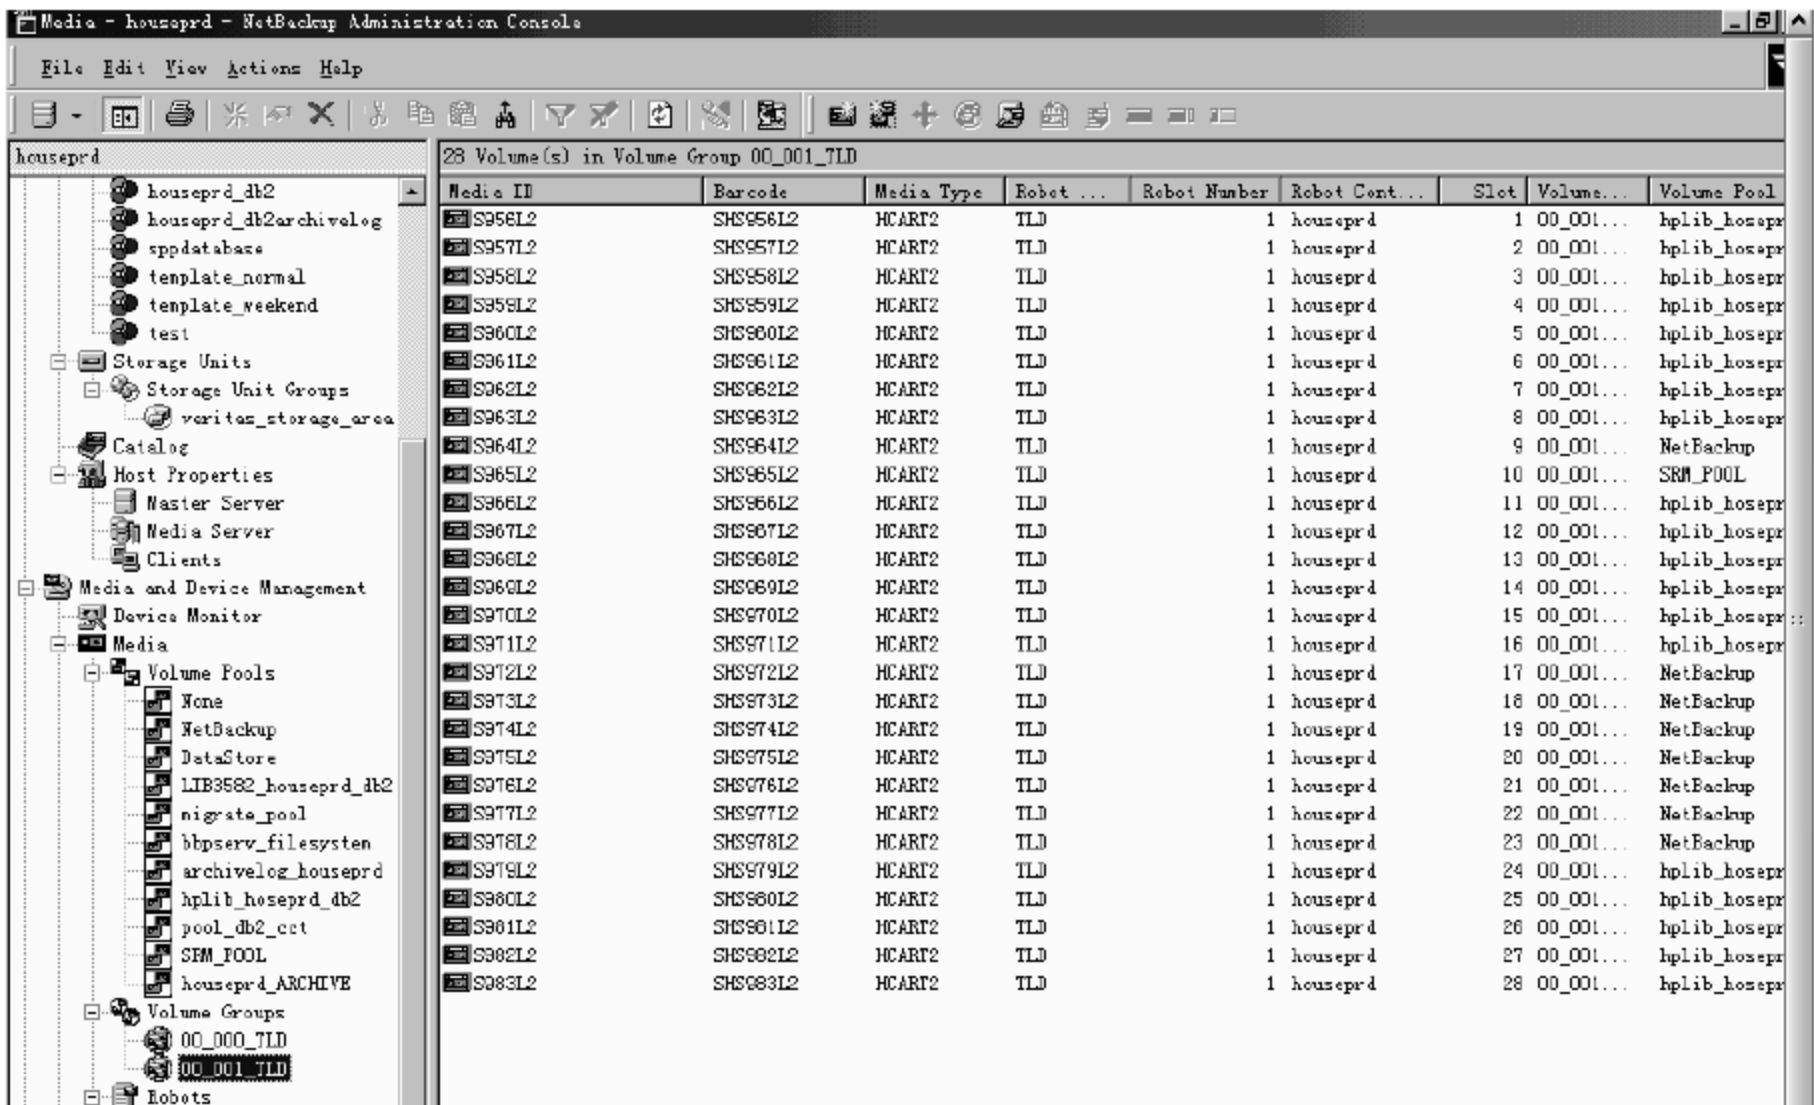 Media - houseprd - NetBackup Administration Console
File Edit View Actions Help
houseprd
28 Volume(s) in Volume Group 00_001_TLD
houseprd_db2
houseprd_db2archivelog
sppdatabase
template_normal
template_weekend
test
Storage Units
Storage Unit Groups
veritas_storage_area
Catalog
Host Properties
Master Server
Media Server
Clients
Media and Device Management
Device Monitor
Media
Volume Pools
None
NetBackup
DataStore
LIB3582_houseprd_db2
migrate_pool
bbpserv_filesystem
archivelog_houseprd
hplib_hoseprd_db2
pool_db2_cct
SRM_POOL
houseprd_ARCHIVE
Volume Groups
00_000_TLD
00_001_TLD
Robots
Media ID Barcode Media Type Robot ... Robot Number Robot Cont... Slot Volume... Volume Pool
S956L2 SHS956L2 HCART2 TLD 1 houseprd 1 00_001... hplib_hosepr
S957L2 SHS957L2 HCART2 TLD 1 houseprd 2 00_001... hplib_hosepr
S958L2 SHS958L2 HCART2 TLD 1 houseprd 3 00_001... hplib_hosepr
S959L2 SHS959L2 HCART2 TLD 1 houseprd 4 00_001... hplib_hosepr
S960L2 SHS960L2 HCART2 TLD 1 houseprd 5 00_001... hplib_hosepr
S961L2 SHS961L2 HCART2 TLD 1 houseprd 6 00_001... hplib_hosepr
S962L2 SHS962L2 HCART2 TLD 1 houseprd 7 00_001... hplib_hosepr
S963L2 SHS963L2 HCART2 TLD 1 houseprd 8 00_001... hplib_hosepr
S964L2 SHS964L2 HCART2 TLD 1 houseprd 9 00_001... NetBackup
S965L2 SHS965L2 HCART2 TLD 1 houseprd 10 00_001... SRM_POOL
S966L2 SHS966L2 HCART2 TLD 1 houseprd 11 00_001... hplib_hosepr
S967L2 SHS967L2 HCART2 TLD 1 houseprd 12 00_001... hplib_hosepr
S968L2 SHS968L2 HCART2 TLD 1 houseprd 13 00_001... hplib_hosepr
S969L2 SHS969L2 HCART2 TLD 1 houseprd 14 00_001... hplib_hosepr
S970L2 SHS970L2 HCART2 TLD 1 houseprd 15 00_001... hplib_hosepr
S971L2 SHS971L2 HCART2 TLD 1 houseprd 16 00_001... hplib_hosepr
S972L2 SHS972L2 HCART2 TLD 1 houseprd 17 00_001... NetBackup
S973L2 SHS973L2 HCART2 TLD 1 houseprd 18 00_001... NetBackup
S974L2 SHS974L2 HCART2 TLD 1 houseprd 19 00_001... NetBackup
S975L2 SHS975L2 HCART2 TLD 1 houseprd 20 00_001... NetBackup
S976L2 SHS976L2 HCART2 TLD 1 houseprd 21 00_001... NetBackup
S977L2 SHS977L2 HCART2 TLD 1 houseprd 22 00_001... NetBackup
S978L2 SHS978L2 HCART2 TLD 1 houseprd 23 00_001... NetBackup
S979L2 SHS979L2 HCART2 TLD 1 houseprd 24 00_001... hplib_hosepr
S980L2 SHS980L2 HCART2 TLD 1 houseprd 25 00_001... hplib_hosepr
S981L2 SHS981L2 HCART2 TLD 1 houseprd 26 00_001... hplib_hosepr
S982L2 SHS982L2 HCART2 TLD 1 houseprd 27 00_001... hplib_hosepr
S983L2 SHS983L2 HCART2 TLD 1 houseprd 28 00_001... hplib_hosepr